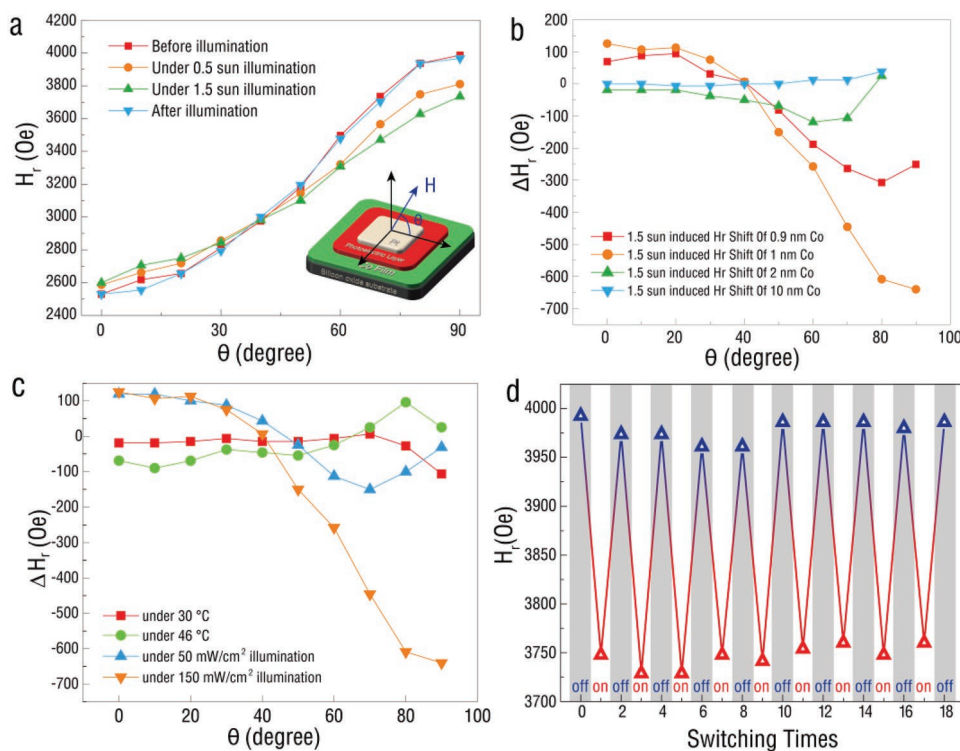 a
4200
4000
3800
3600
3400
3200
3000
2800
2600
2400
0
30
60
90
Hr (Oe)
θ (degree)
Before illumination
Under 0.5 sun illumination
Under 1.5 sun illumination
After illumination
H
θ
Pt
Photovoltaic Layer
Silicon oxide substrate
b
200
100
0
-100
-200
-300
-400
-500
-600
-700
0
20
40
60
80
100
ΔHr (Oe)
θ (degree)
1.5 sun induced Hr Shift Of 0.9 nm Co
1.5 sun induced Hr Shift Of 1 nm Co
1.5 sun induced Hr Shift Of 2 nm Co
1.5 sun induced Hr Shift Of 10 nm Co
c
100
0
-100
-200
-300
-400
-500
-600
-700
0
20
40
60
80
100
ΔHr (Oe)
θ (degree)
under 30 °C
under 46 °C
under 50 mW/cm² illumination
under 150 mW/cm² illumination
d
4000
3950
3900
3850
3800
3750
3700
Hr(Oe)
off on off on off on off on off on off on off on off on off on off
0 2 4 6 8 10 12 14 16 18
Switching Times